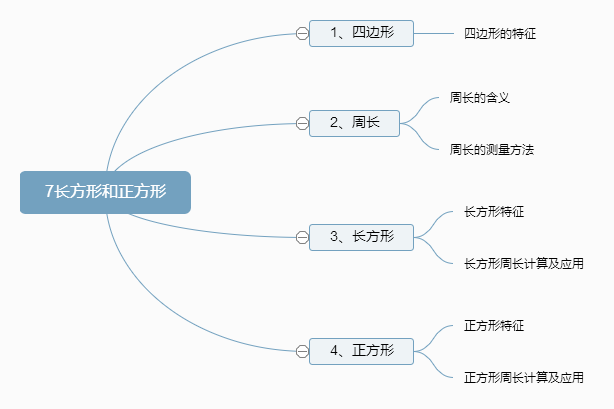 7长方形和正方形
1、四边形
四边形的特征
2、周长
周长的含义
周长的测量方法
3、长方形
长方形特征
长方形周长计算及应用
4、正方形
正方形特征
正方形周长计算及应用